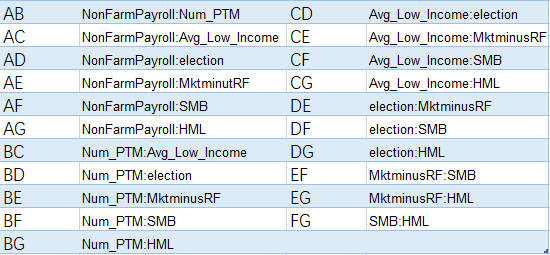 AB NonFarmPayroll:Num_PTM CD Avg_Low_Income:election
AC NonFarmPayroll:Avg_Low_Income CE Avg_Low_Income:MktminusRF
AD NonFarmPayroll:election CF Avg_Low_Income:SMB
AE NonFarmPayroll:MktminutRF CG Avg_Low_Income:HML
AF NonFarmPayroll:SMB DE election:MktminusRF
AG NonFarmPayroll:HML DF election:SMB
BC Num_PTM:Avg_Low_Income DG election:HML
BD Num_PTM:election EF MktminusRF:SMB
BE Num_PTM:MktminusRF EG MktminusRF:HML
BF Num_PTM:SMB FG SMB:HML
BG Num_PTM:HML